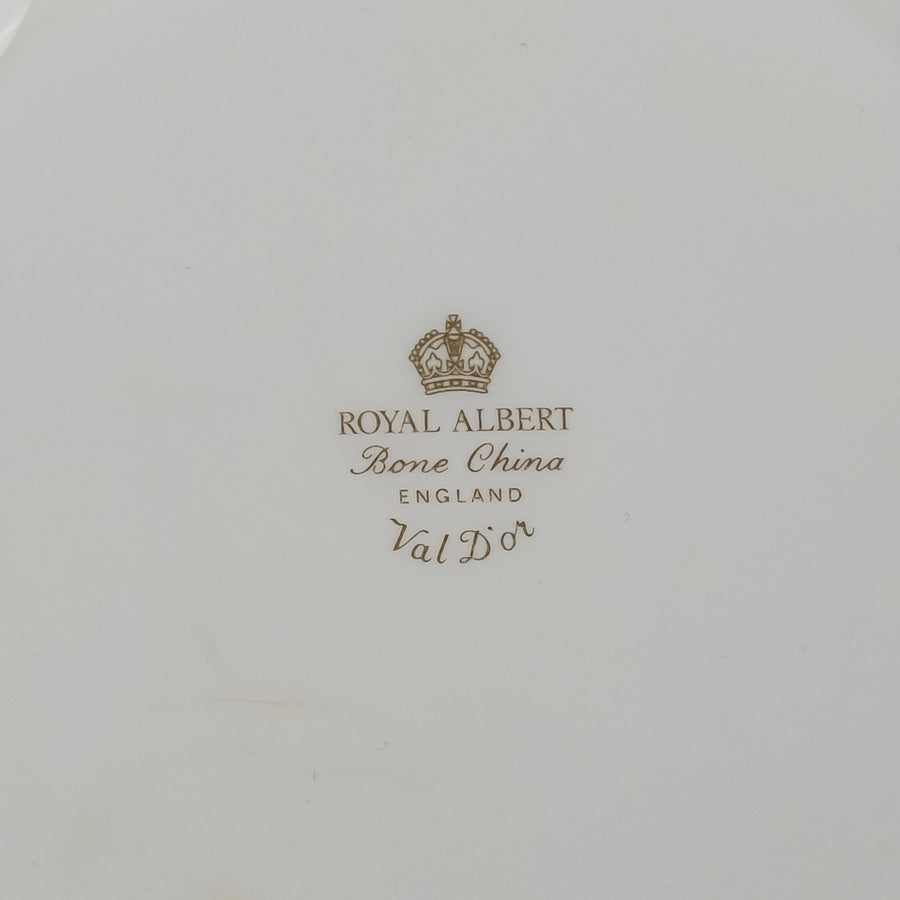 ROYAL ALBERT
Bone China
ENGLAND
Val D'or